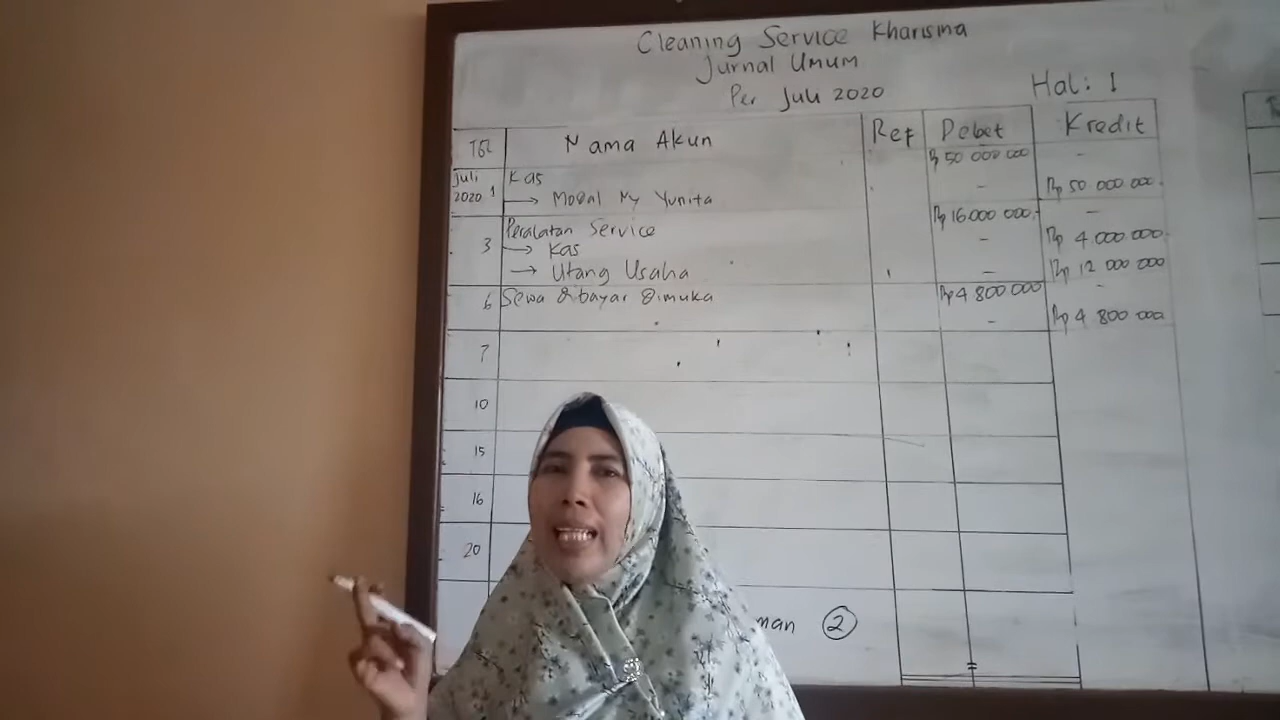 Cleaning Service Kharisma
Jurnal Umum
Per Juli 2020
Hal: 1
TGL Nama Akun Ref Debet Kredit
Juli 2020 1 Kas Rp 50 000 000 -
→ Modal Ny Yunita - Rp 50 000 000.
3 Peralatan Service Rp 16.000 000,- -
→ Kas - Rp 4.000.000.
→ Utang Usaha - Rp 12 000 000
6 Sewa dibayar dimuka Rp 4 800 000 -
- Rp 4 800 000
7
10
15
16
20
man 2